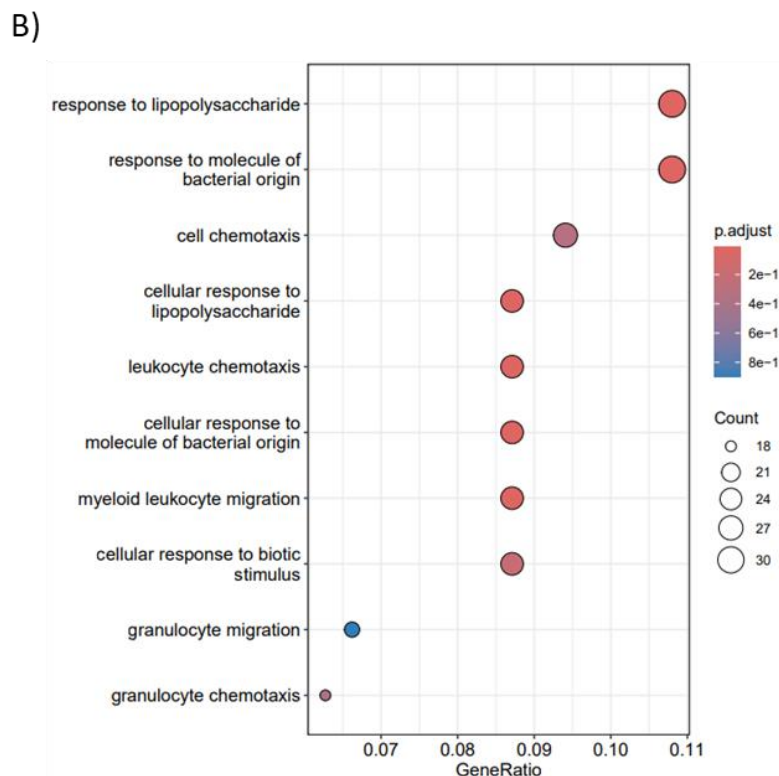 B)
response to lipopolysaccharide
response to molecule of
bacterial origin
cell chemotaxis
cellular response to
lipopolysaccharide
leukocyte chemotaxis
cellular response to
molecule of bacterial origin
myeloid leukocyte migration
cellular response to biotic
stimulus
granulocyte migration
granulocyte chemotaxis
0.07 0.08 0.09 0.10 0.11
GeneRatio
p.adjust
2e-1
4e-1
6e-1
8e-1
Count
18
21
24
27
30